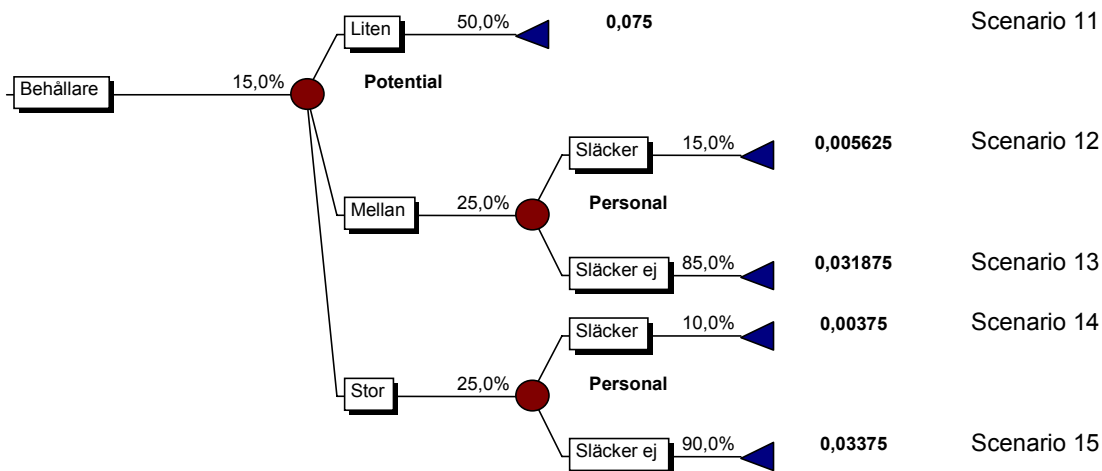 Liten 50,0% 0,075 Scenario 11
Behållare 15,0% Potential
Släcker 15,0% 0,005625 Scenario 12
Mellan 25,0% Personal
Släcker ej 85,0% 0,031875 Scenario 13
Släcker 10,0% 0,00375 Scenario 14
Stor 25,0% Personal
Släcker ej 90,0% 0,03375 Scenario 15